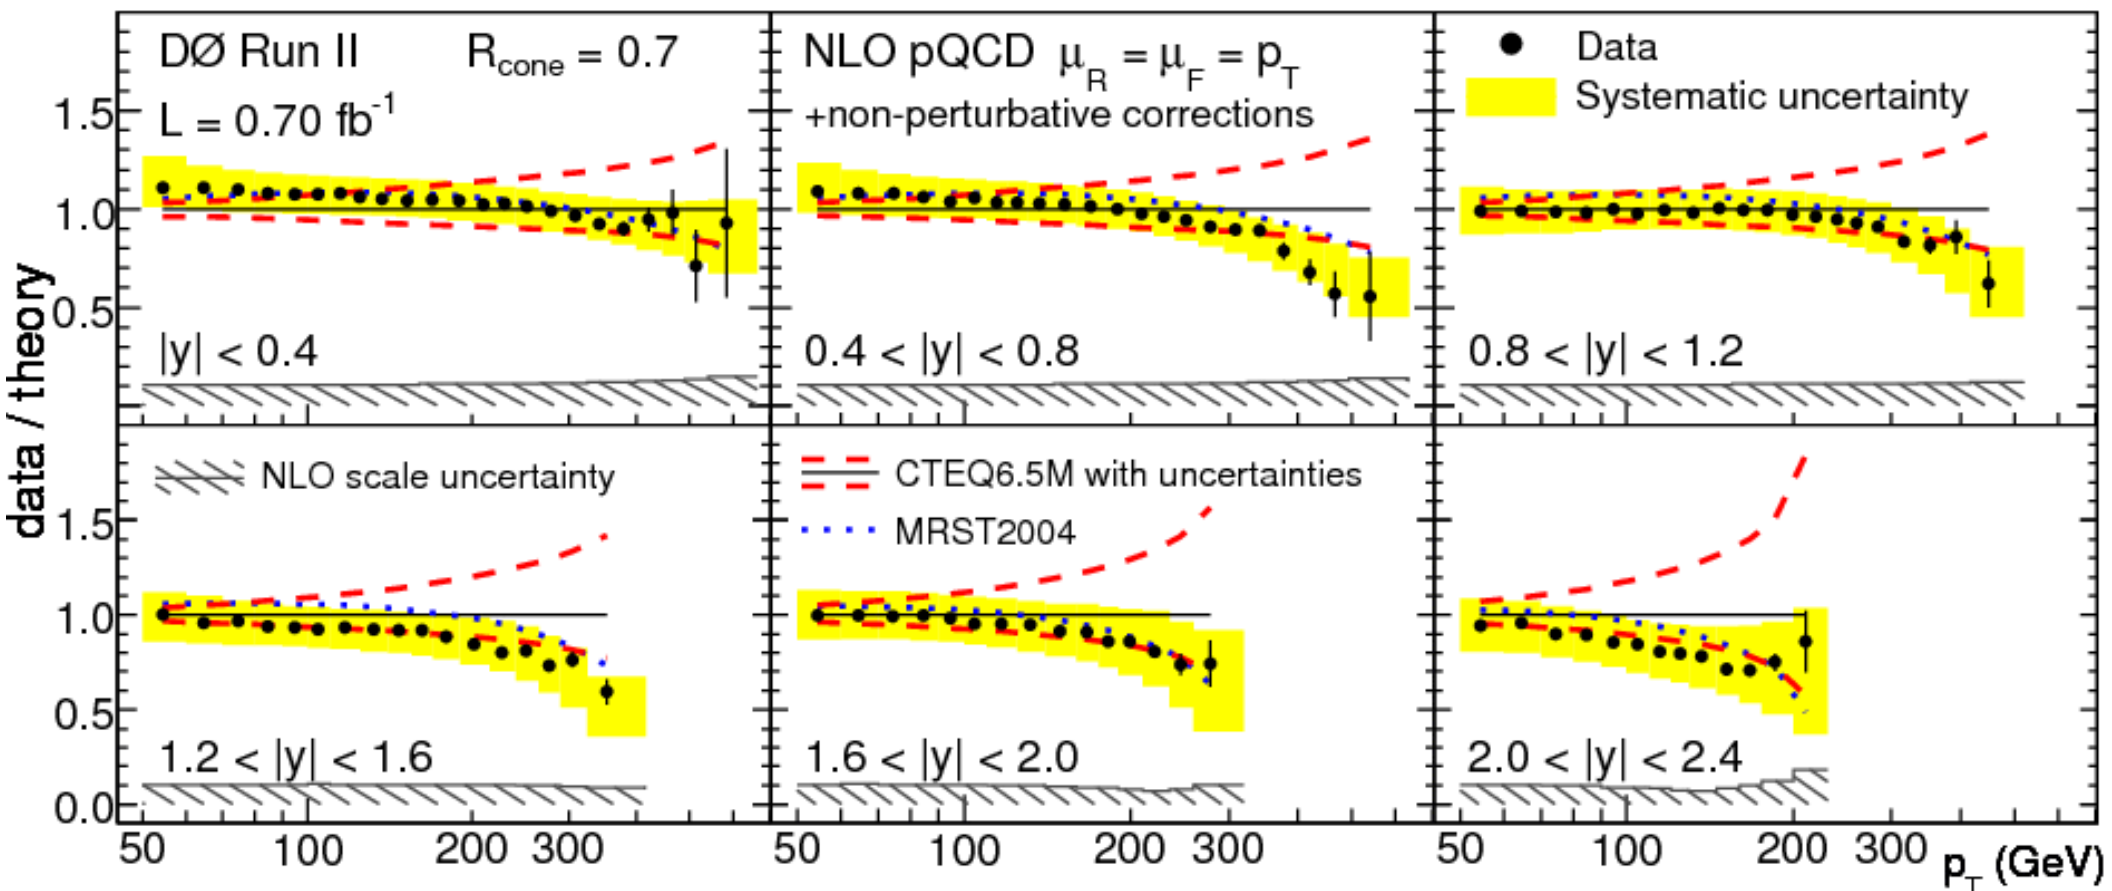 DØ Run II
R_cone = 0.7
L = 0.70 fb^-1
NLO pQCD μ_R = μ_F = p_T
+non-perturbative corrections
Data
Systematic uncertainty
1.5
1.0
0.5
|y| < 0.4
0.4 < |y| < 0.8
0.8 < |y| < 1.2
data / theory
NLO scale uncertainty
CTEQ6.5M with uncertainties
MRST2004
1.5
1.0
0.5
0.0
1.2 < |y| < 1.6
1.6 < |y| < 2.0
2.0 < |y| < 2.4
50 100 200 300
50 100 200 300
50 100 200 300
p_T (GeV)